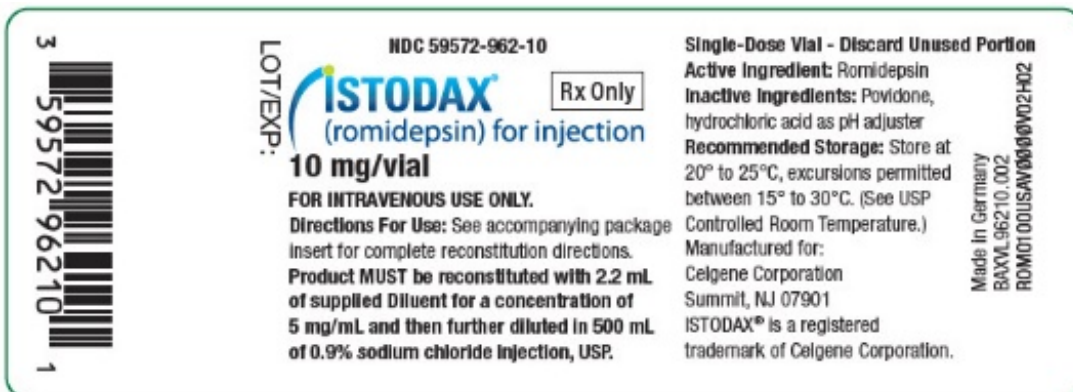 3 59572 96210 1
LOT/EXP:
NDC 59572-962-10
ISTODAX®
Rx Only
(romidepsin) for injection
10 mg/vial
FOR INTRAVENOUS USE ONLY.
Directions For Use: See accompanying package
insert for complete reconstitution directions.
Product MUST be reconstituted with 2.2 mL
of supplied Diluent for a concentration of
5 mg/mL and then further diluted in 500 mL
of 0.9% sodium chloride injection, USP.
Single-Dose Vial - Discard Unused Portion
Active Ingredient: Romidepsin
Inactive Ingredients: Povidone,
hydrochloric acid as pH adjuster
Recommended Storage: Store at
20° to 25°C, excursions permitted
between 15° to 30°C. (See USP
Controlled Room Temperature.)
Manufactured for:
Celgene Corporation
Summit, NJ 07901
ISTODAX® is a registered
trademark of Celgene Corporation.
Made in Germany
BAXVL96210.002
ROM0100USAVØØØØV02H02